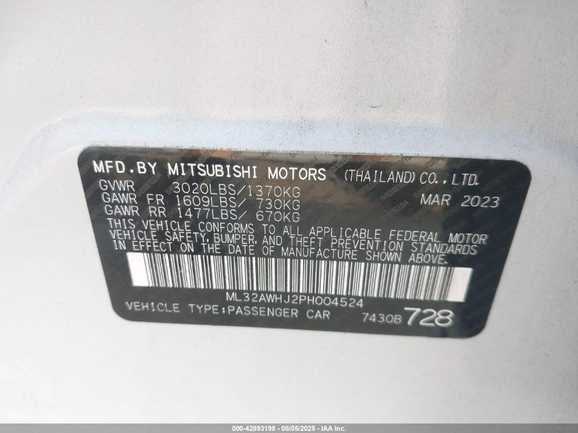 MFD.BY MITSUBISHI MOTORS (THAILAND) CO.,LTD.
GVWR 3020LBS/1370KG MAR 2023
GAWR FR 1609LBS/ 730KG
GAWR RR 1477LBS/ 670KG
THIS VEHICLE CONFORMS TO ALL APPLICABLE FEDERAL MOTOR
VEHICLE SAFETY, BUMPER, AND THEFT PREVENTION STANDARDS
IN EFFECT ON THE DATE OF MANUFACTURE SHOWN ABOVE.
ML32AWHJ2PH004524
VEHICLE TYPE:PASSENGER CAR 7430B 728
000-42893198 - 08/05/2025 - IAA Inc.